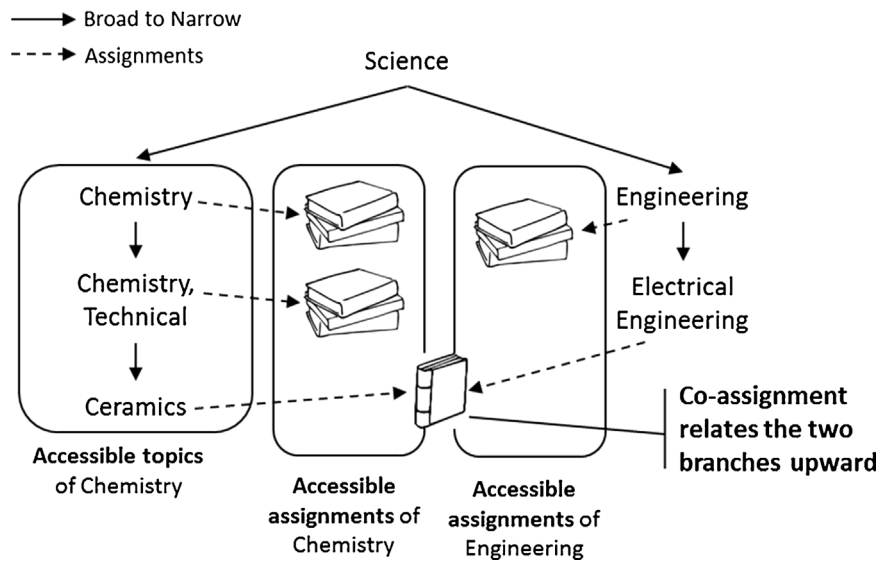 Broad to Narrow
Assignments
Science
Chemistry
Chemistry,
Technical
Ceramics
Accessible topics
of Chemistry
Accessible
assignments of
Chemistry
Accessible
assignments of
Engineering
Engineering
Electrical
Engineering
Co-assignment
relates the two
branches upward